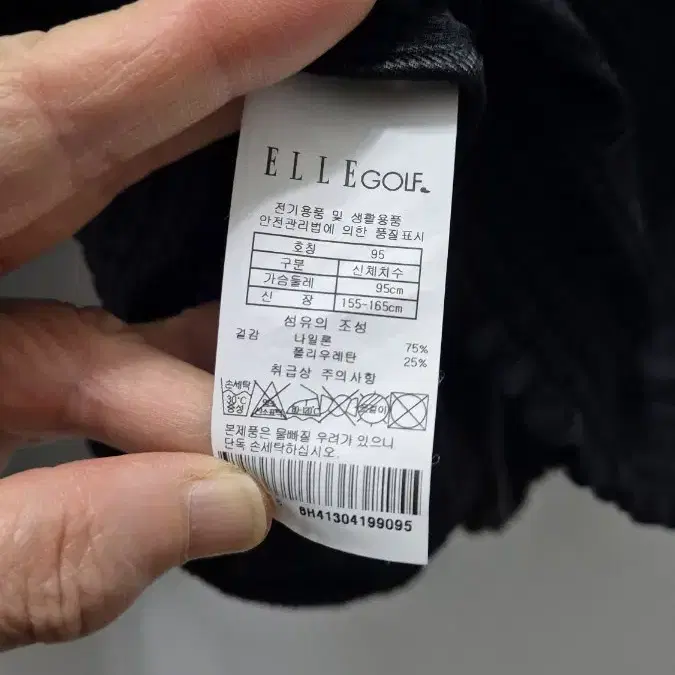 ELLE GOLF
전기용품 및 생활용품
안전관리법에 의한 품질표시
호칭 95
구분 신체치수
가슴둘레 95cm
신 장 155-165cm
섬유의 조성
겉감 나일론 75%
폴리우레탄 25%
취급상 주의사항
손세탁
30℃
중성
본제품은 물빠질 우려가 있으니
단독 손세탁하십시오.
8H41304199095